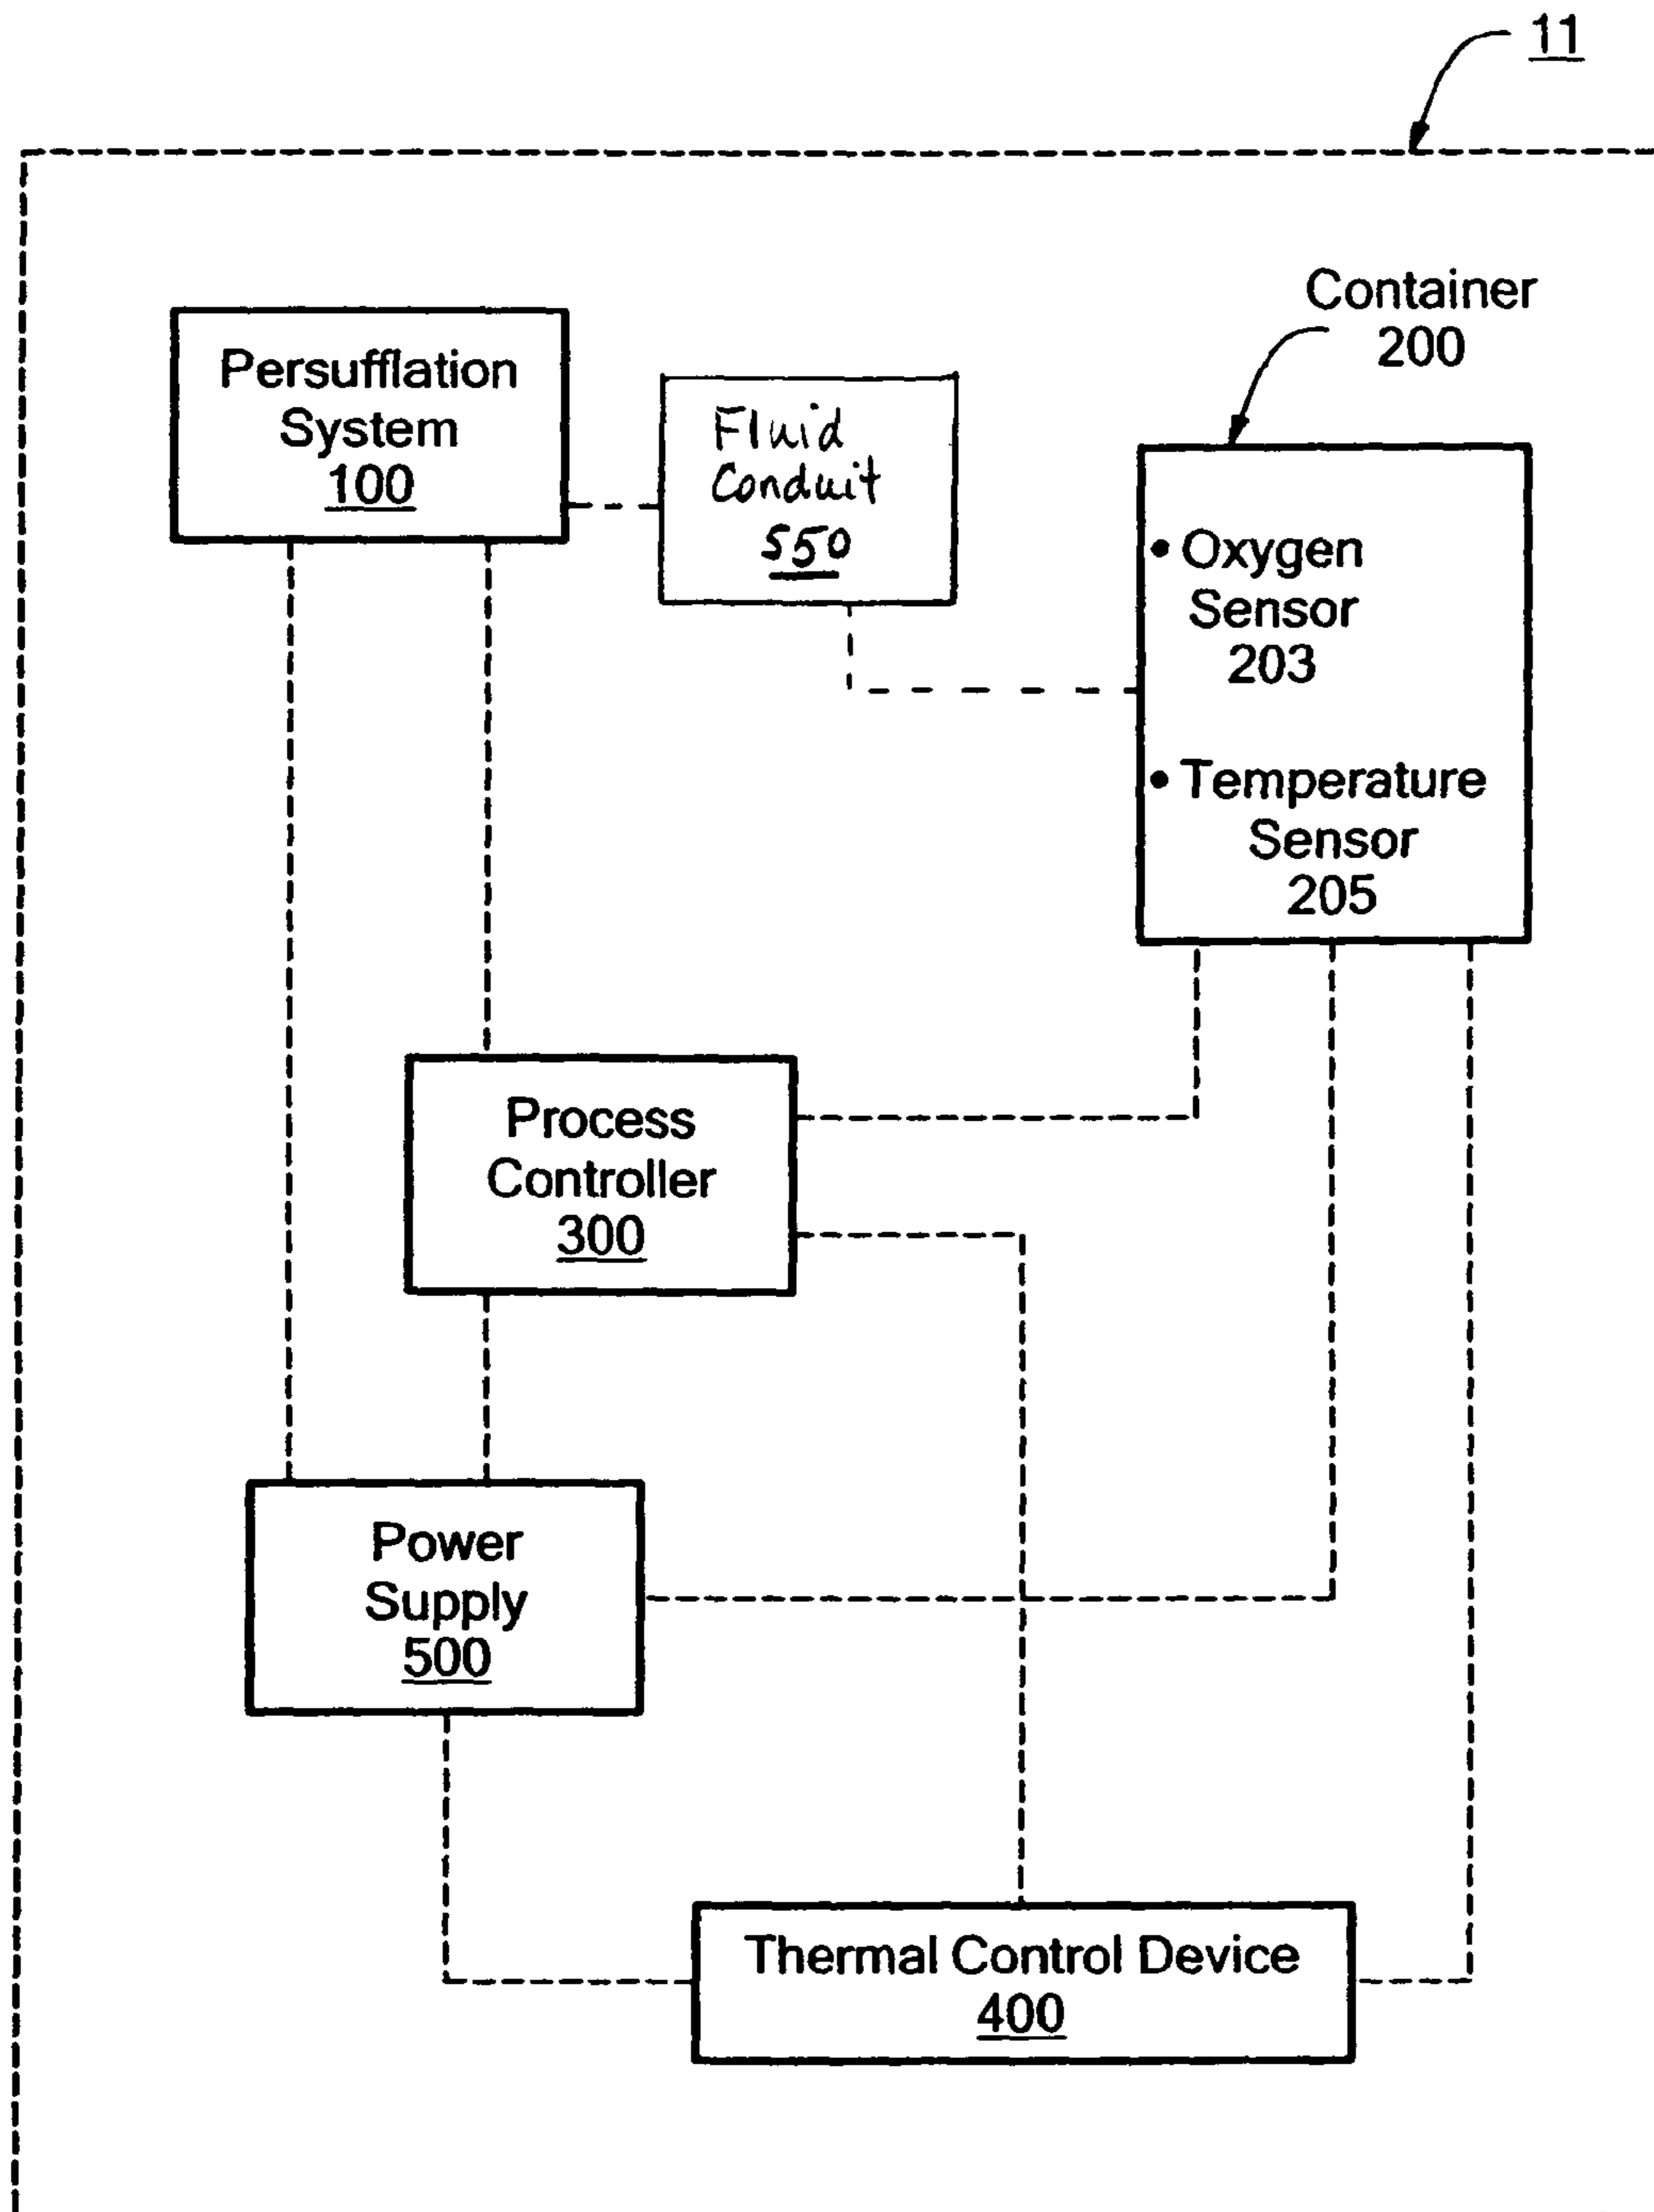 11
Container
200
Persufflation
System
100
Fluid
Conduit
550
• Oxygen
Sensor
203
• Temperature
Sensor
205
Process
Controller
300
Power
Supply
500
Thermal Control Device
400